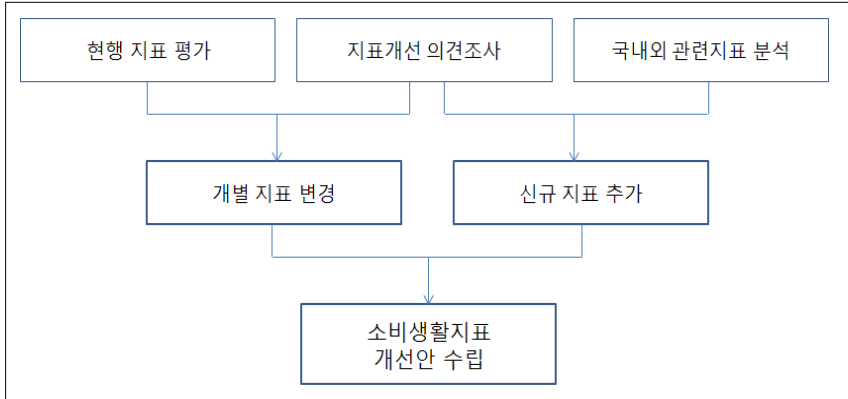 현행 지표 평가
지표개선 의견조사
국내외 관련지표 분석
개별 지표 변경
신규 지표 추가
소비생활지표
개선안 수립